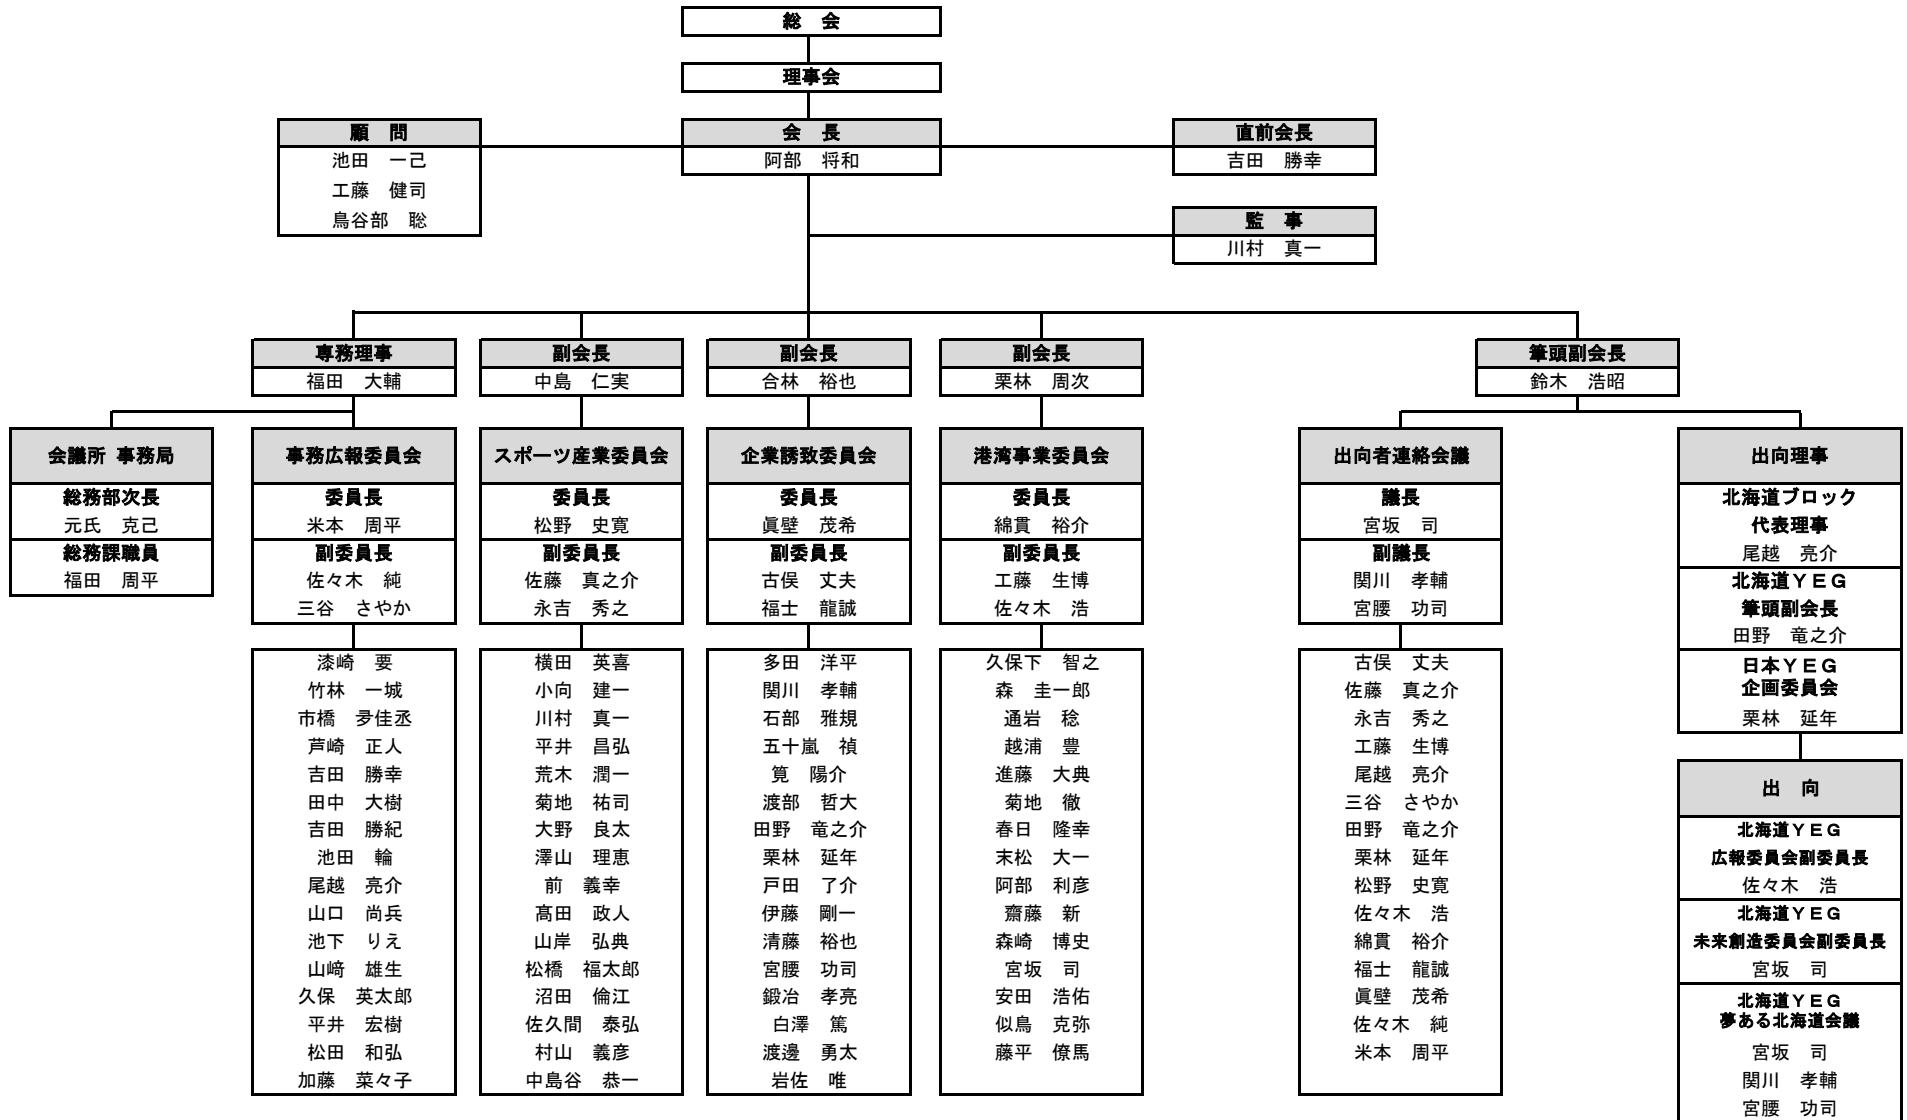 総　会
理事会
顧　問
池田　一己
工藤　健司
鳥谷部　聡
会　長
阿部　将和
直前会長
吉田　勝幸
監　事
川村　真一
専務理事
福田　大輔
副会長
中島　仁実
副会長
合林　裕也
副会長
栗林　周次
筆頭副会長
鈴木　浩昭
会議所 事務局
総務部次長
元氏　克己
総務課職員
福田　周平
事務広報委員会
委員長
米本　周平
副委員長
佐々木　純
三谷　さやか
漆崎　要
竹林　一城
市橋　夛佳丞
芦崎　正人
吉田　勝幸
田中　大樹
吉田　勝紀
池田　輪
尾越　亮介
山口　尚兵
池下　りえ
山﨑　雄生
久保　英太郎
平井　宏樹
松田　和弘
加藤　菜々子
スポーツ産業委員会
委員長
松野　史寛
副委員長
佐藤　真之介
永吉　秀之
横田　英喜
小向　建一
川村　真一
平井　昌弘
荒木　潤一
菊地　祐司
大野　良太
澤山　理恵
前　義幸
髙田　政人
山岸　弘典
松橋　福太郎
沼田　倫江
佐久間　泰弘
村山　義彦
中島谷　恭一
企業誘致委員会
委員長
眞壁　茂希
副委員長
古俣　丈夫
福士　龍誠
多田　洋平
関川　孝輔
石部　雅規
五十嵐　禎
筧　陽介
渡部　哲大
田野　竜之介
栗林　延年
戸田　了介
伊藤　剛一
清藤　裕也
宮腰　功司
鍛冶　孝亮
白澤　篤
渡邊　勇太
岩佐　唯
港湾事業委員会
委員長
綿貫　裕介
副委員長
工藤　生博
佐々木　浩
久保下　智之
森　圭一郎
通岩　稔
越浦　豊
進藤　大典
菊地　徹
春日　隆幸
末松　大一
阿部　利彦
齋藤　新
森崎　博史
宮坂　司
安田　浩佑
似鳥　克弥
藤平　僚馬
出向者連絡会議
議長
宮坂　司
副議長
関川　孝輔
宮腰　功司
古俣　丈夫
佐藤　真之介
永吉　秀之
工藤　生博
尾越　亮介
三谷　さやか
田野　竜之介
栗林　延年
松野　史寛
佐々木　浩
綿貫　裕介
福士　龍誠
眞壁　茂希
佐々木　純
米本　周平
出向理事
北海道ブロック
代表理事
尾越　亮介
北海道ＹＥＧ
筆頭副会長
田野　竜之介
日本ＹＥＧ
企画委員会
栗林　延年
出　向
北海道ＹＥＧ
広報委員会副委員長
佐々木　浩
北海道ＹＥＧ
未来創造委員会副委員長
宮坂　司
北海道ＹＥＧ
夢ある北海道会議
宮坂　司
関川　孝輔
宮腰　功司